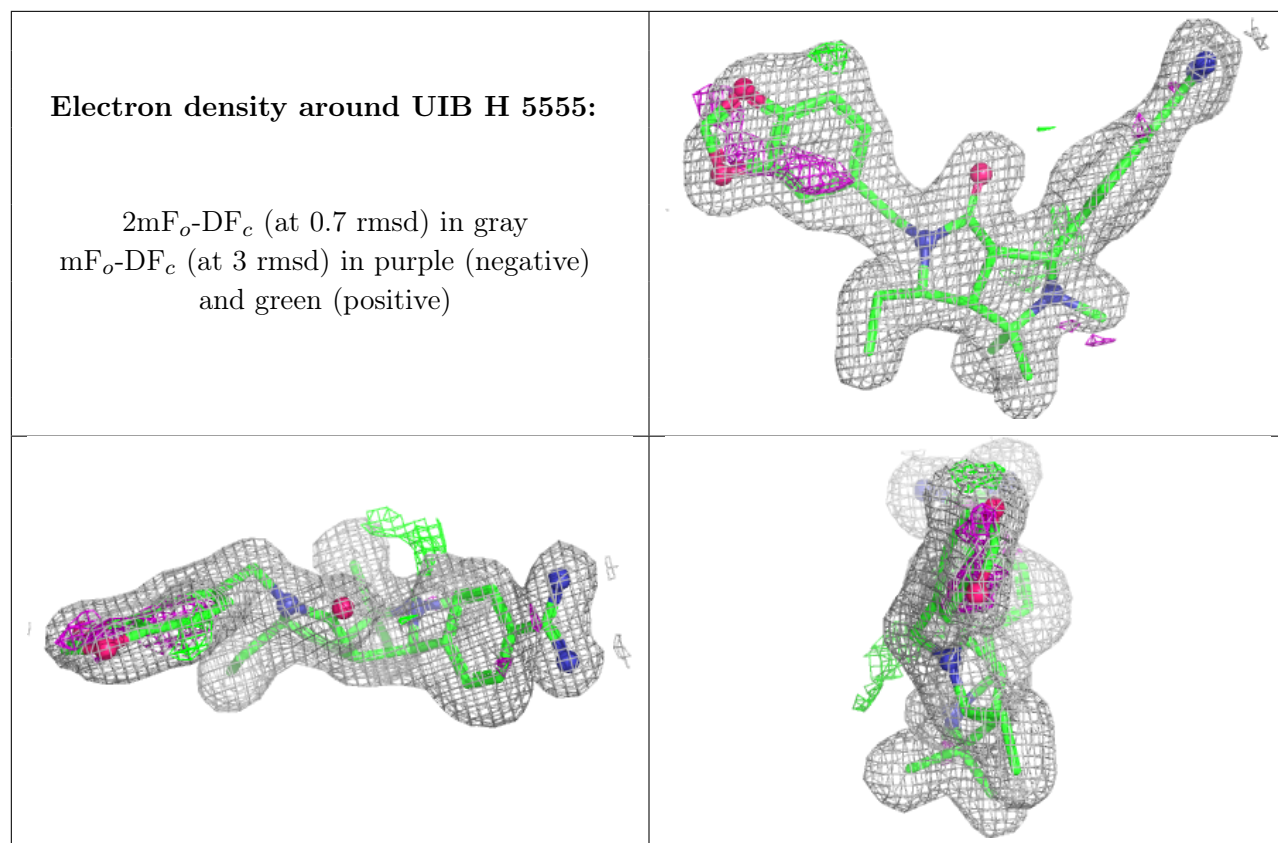 Electron density around UIB H 5555:
2mFo-DFc (at 0.7 rmsd) in gray
mFo-DFc (at 3 rmsd) in purple (negative)
and green (positive)